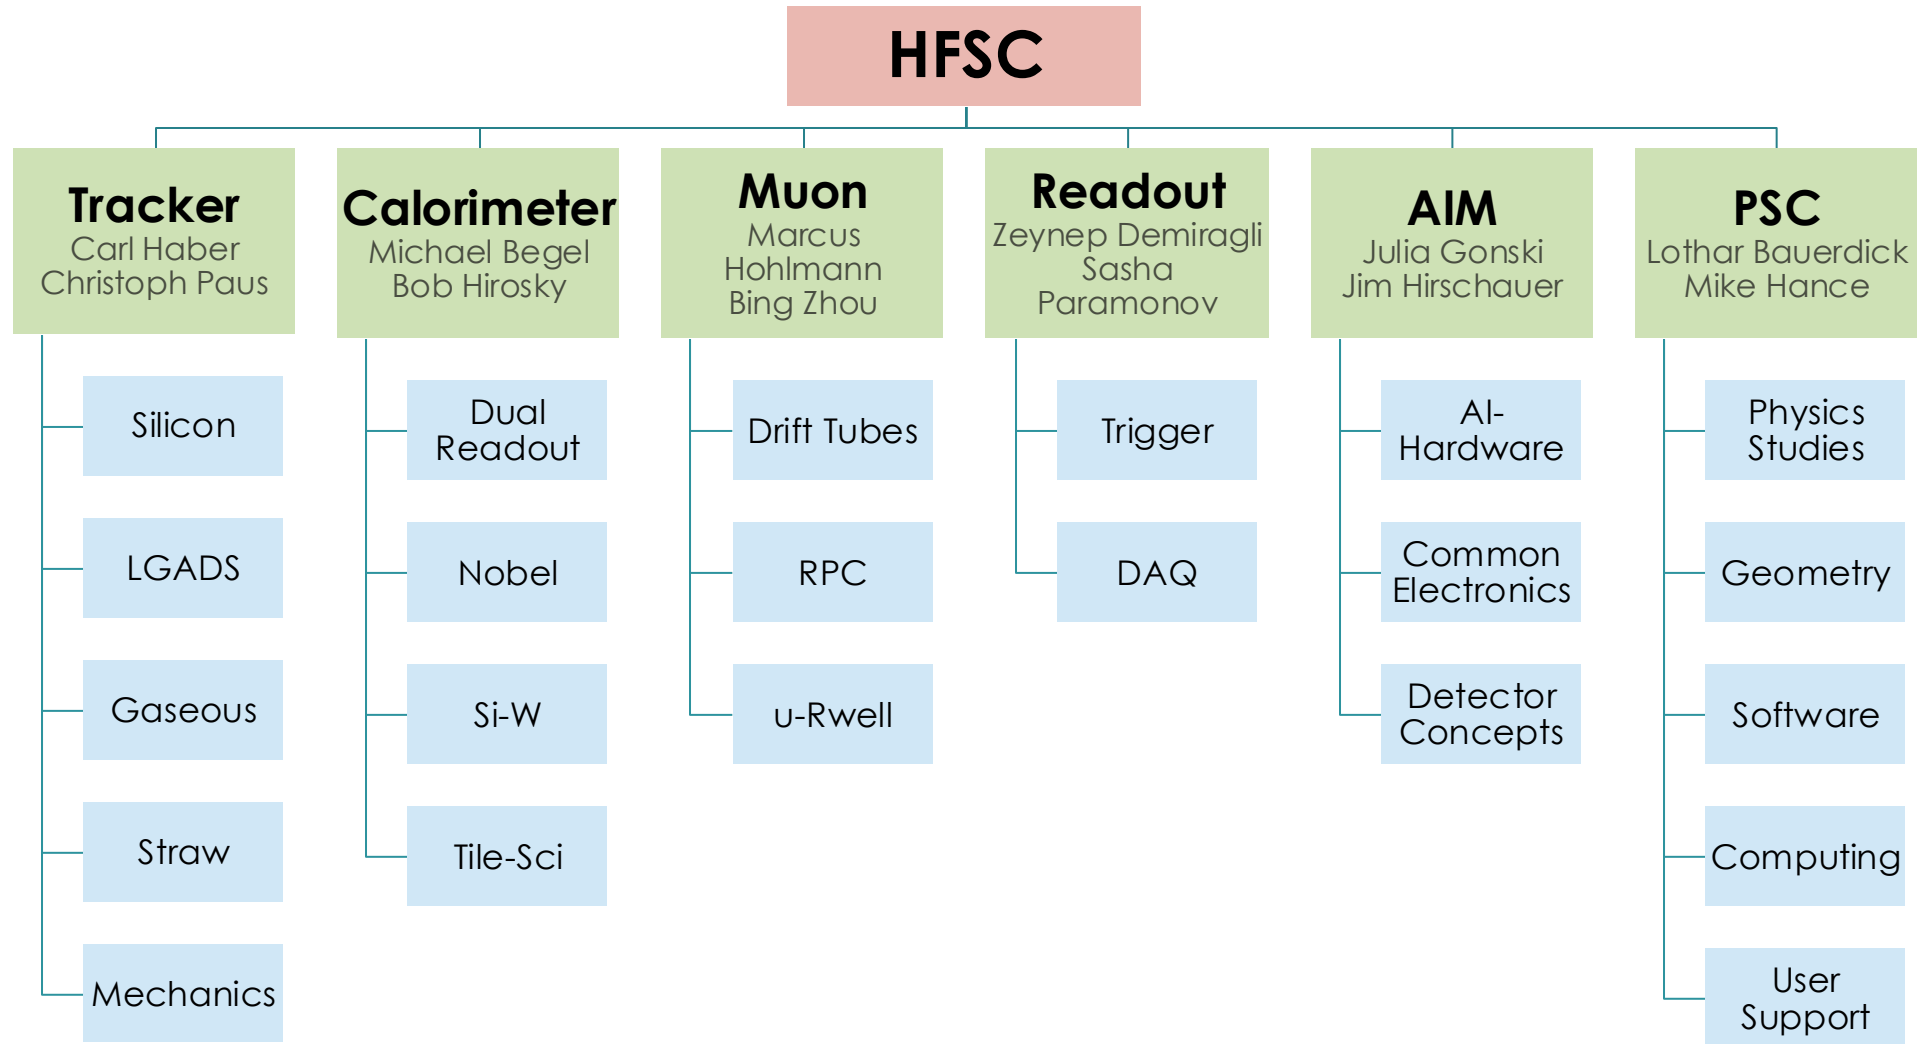 HFSC
Tracker
Carl Haber
Christoph Paus
Silicon
LGADS
Gaseous
Straw
Mechanics
Calorimeter
Michael Begel
Bob Hirosky
Dual
Readout
Nobel
Si-W
Tile-Sci
Muon
Marcus
Hohlmann
Bing Zhou
Drift Tubes
RPC
u-Rwell
Readout
Zeynep Demiragli
Sasha
Paramonov
Trigger
DAQ
AIM
Julia Gonski
Jim Hirschauer
AI-
Hardware
Common
Electronics
Detector
Concepts
PSC
Lothar Bauerdick
Mike Hance
Physics
Studies
Geometry
Software
Computing
User
Support